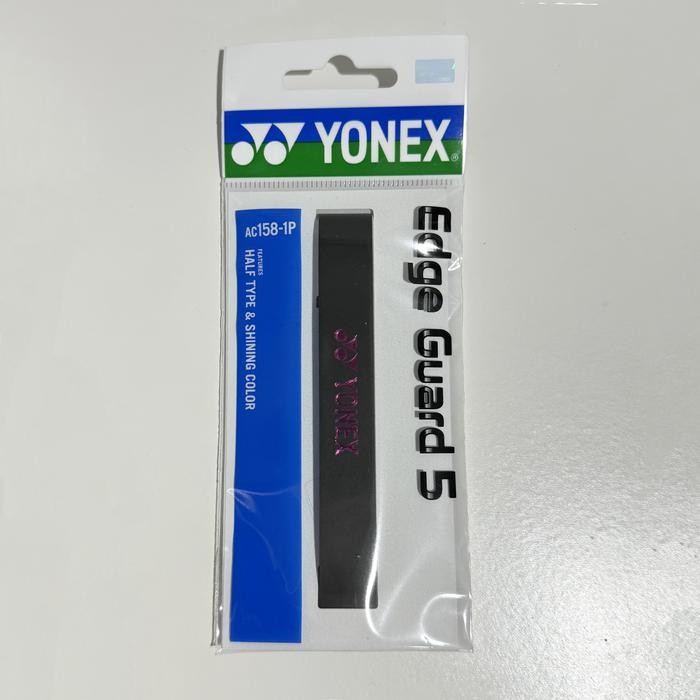 YONEX®
AC158-1P
FEATURES
HALF TYPE & SHINING COLOR
YONEX
Edge Guard 5